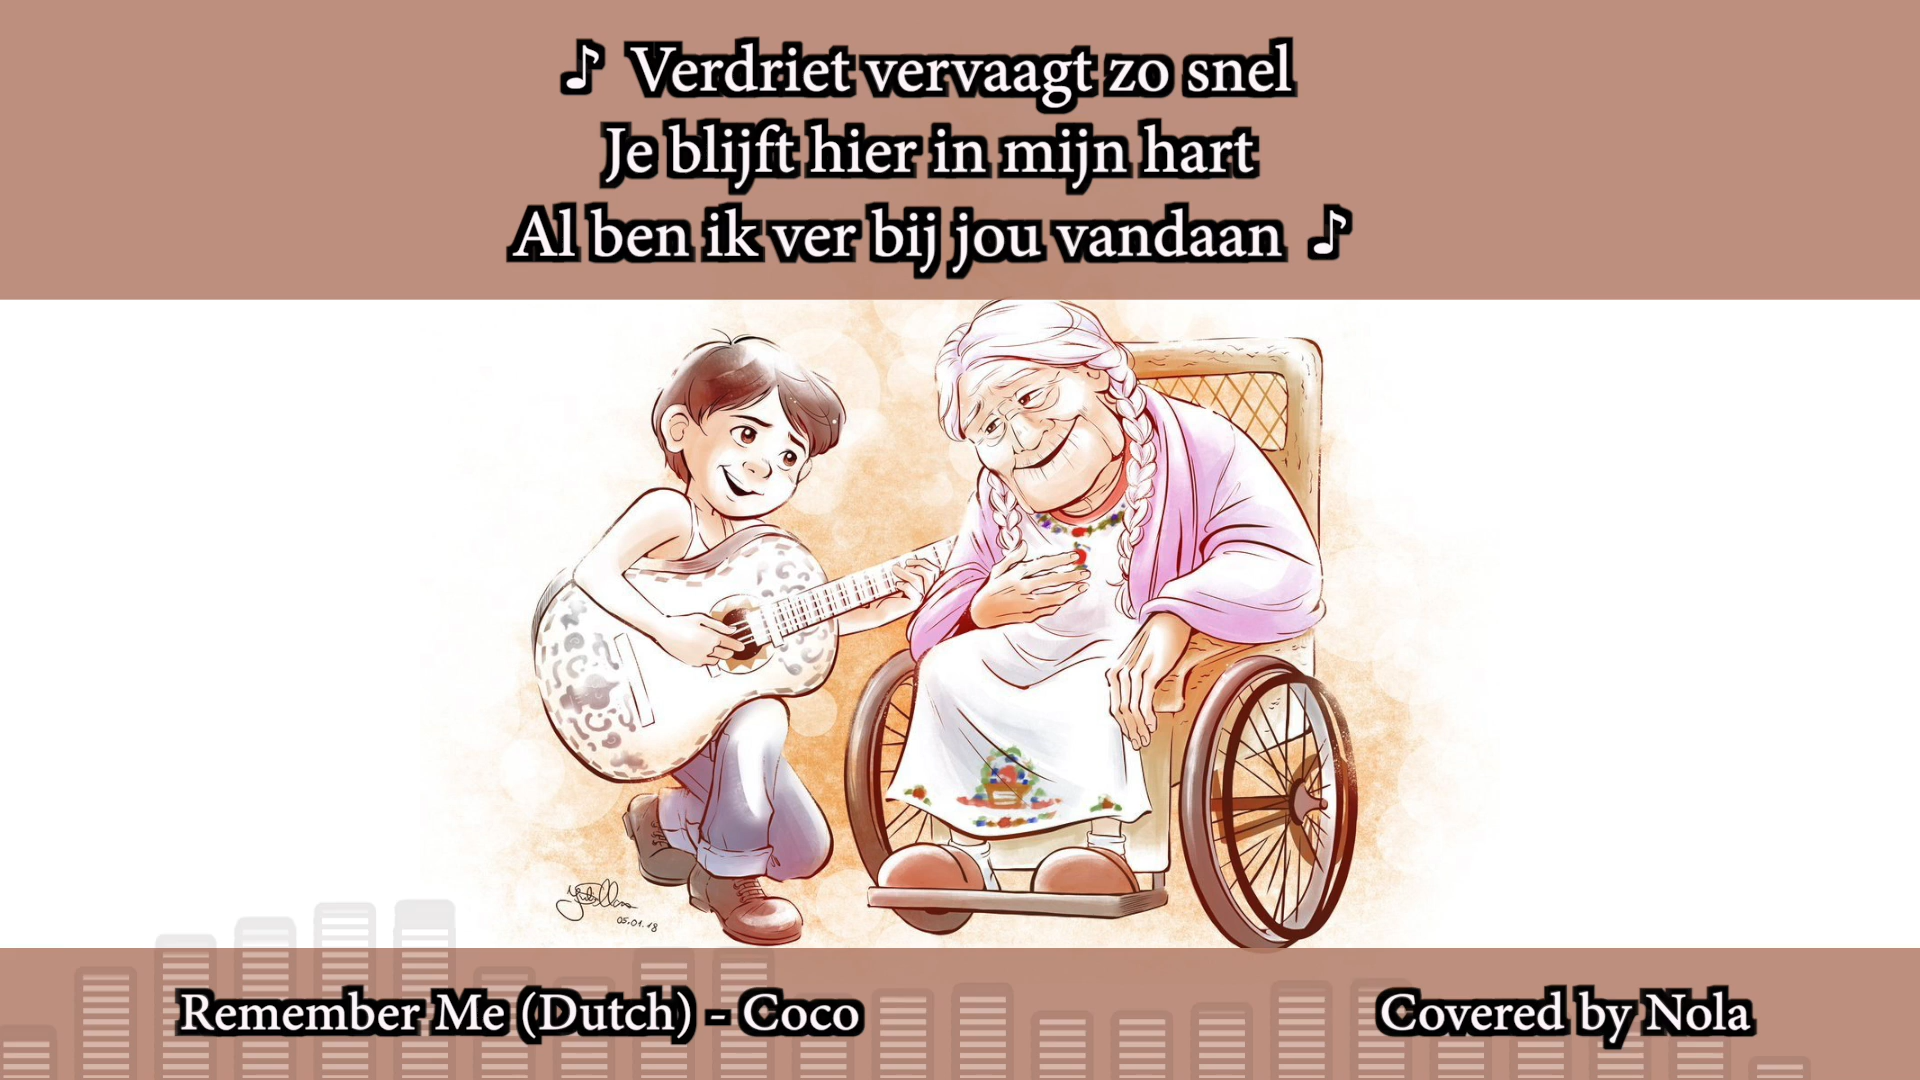 ♪ Verdriet vervaagt zo snel
Je blijft hier in mijn hart
Al ben ik ver bij jou vandaan ♪
05.01.18
Remember Me (Dutch) - Coco
Covered by Nola